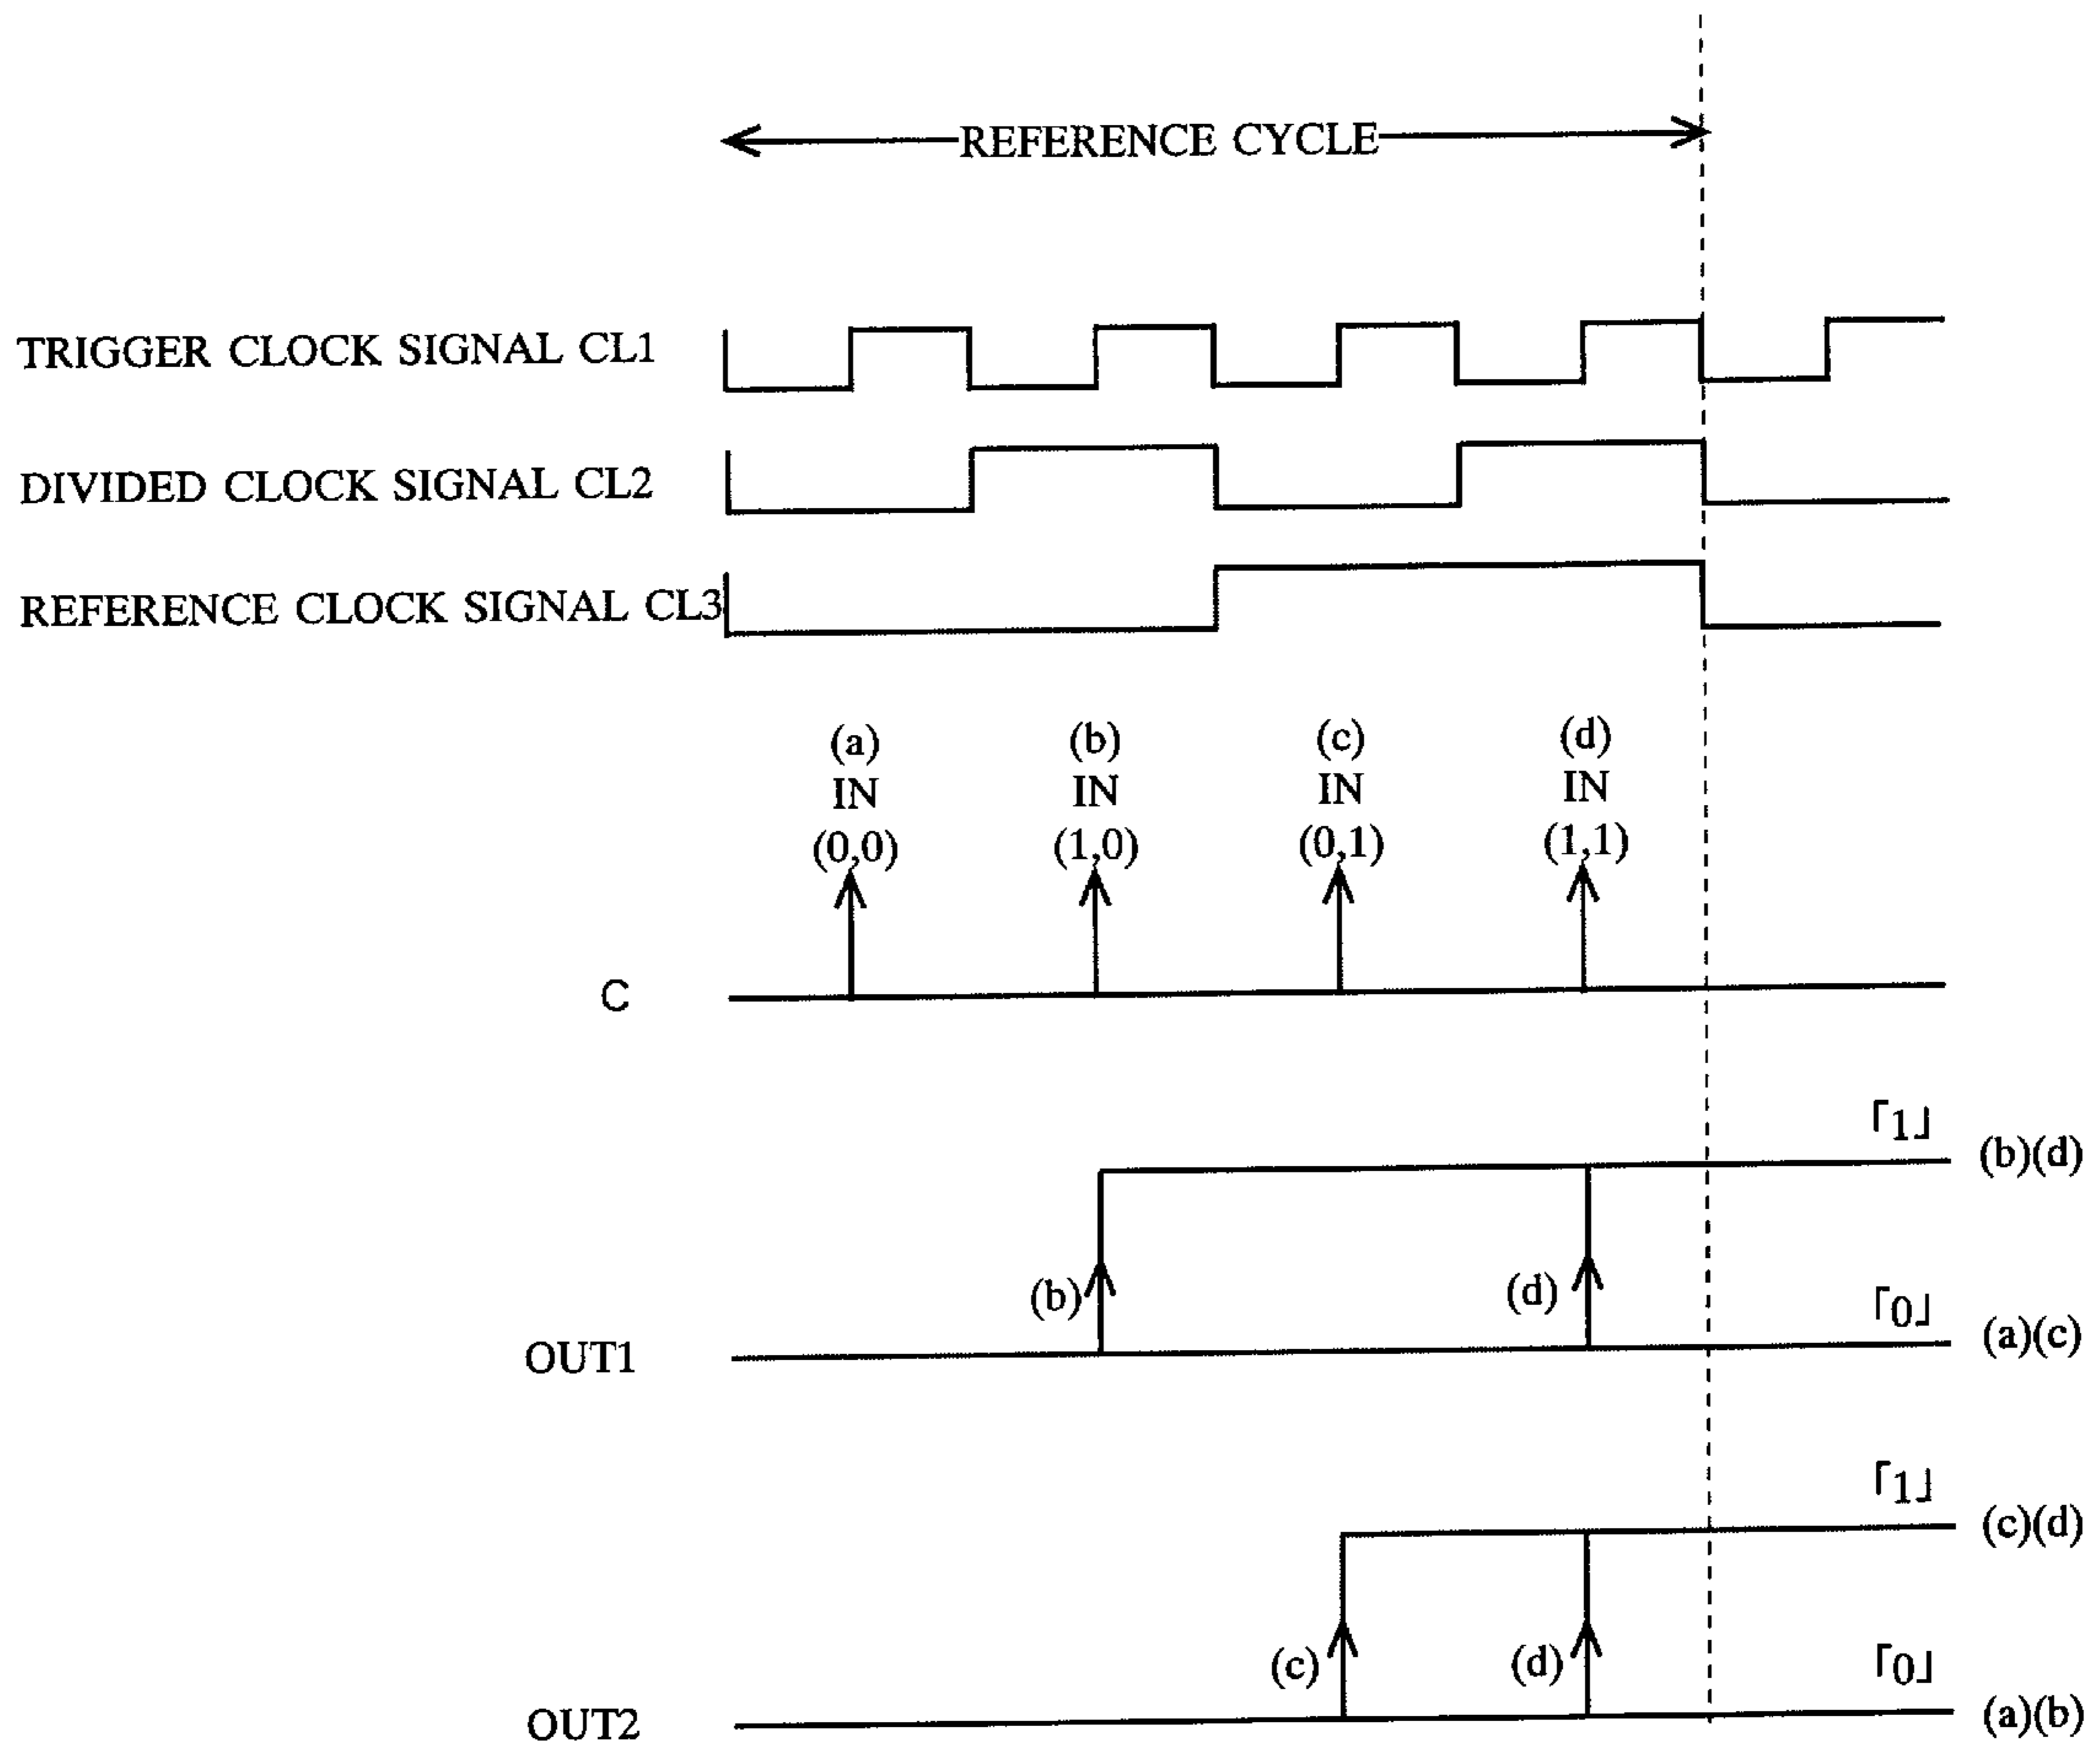 REFERENCE CYCLE
TRIGGER CLOCK SIGNAL CL1
DIVIDED CLOCK SIGNAL CL2
REFERENCE CLOCK SIGNAL CL3
(a) (b) (c) (d)
IN IN IN IN
(0,0) (1,0) (0,1) (1,1)
C
「1」
(b)(d)
(b) (d)
「0」
(a)(c)
OUT1
「1」
(c)(d)
(c) (d)
「0」
(a)(b)
OUT2